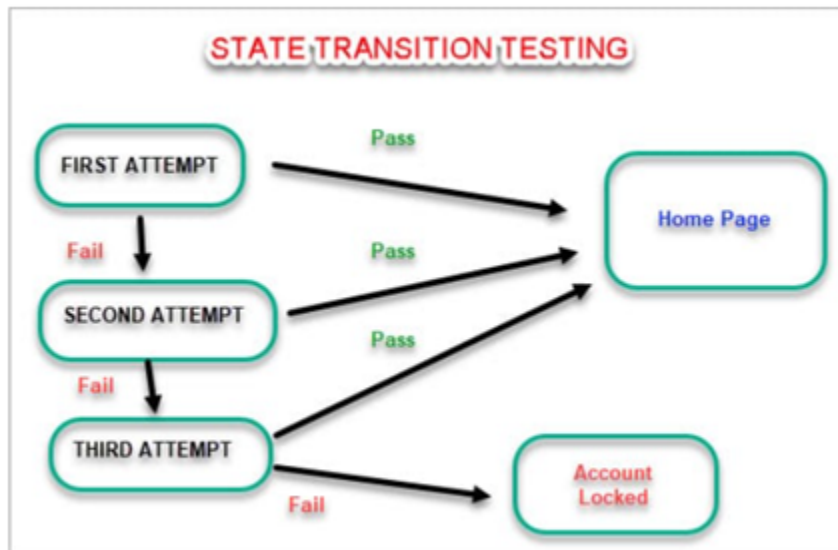 STATE TRANSITION TESTING
FIRST ATTEMPT
Pass
Home Page
Fail
SECOND ATTEMPT
Pass
Fail
THIRD ATTEMPT
Pass
Fail
Account
Locked